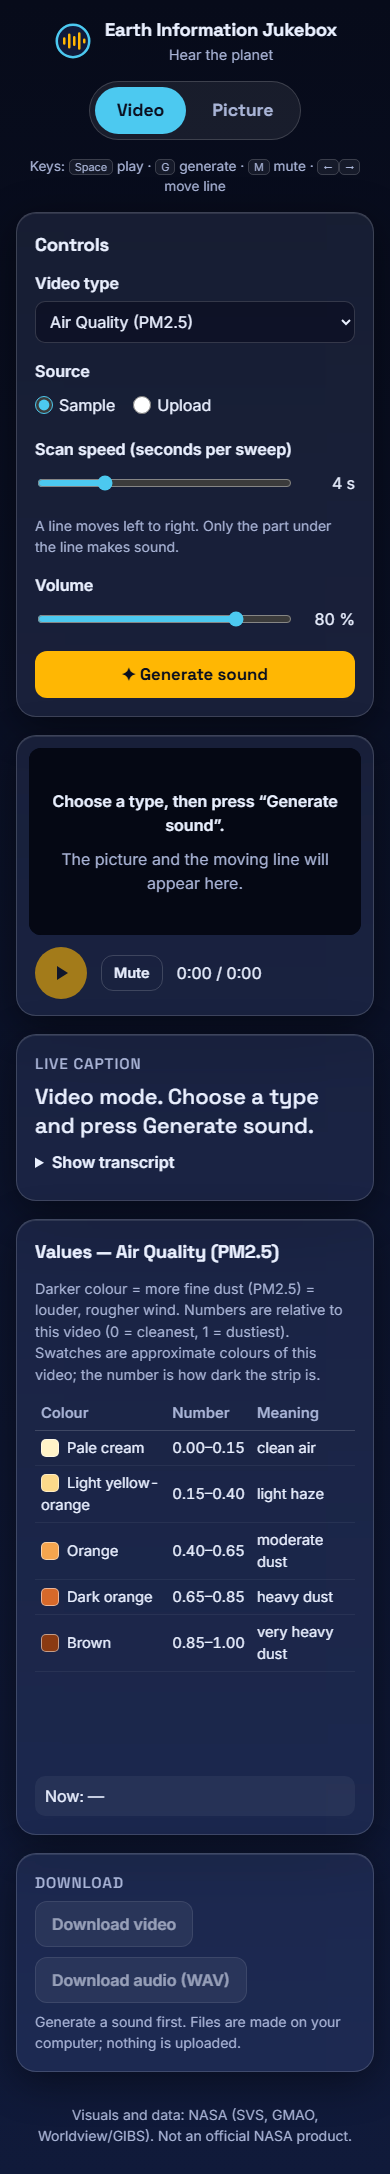 Earth Information Jukebox
Hear the planet
Video Picture
Keys: Space play · G generate · M mute · ← →
move line
Controls
Video type
Air Quality (PM2.5)
Source
Sample Upload
Scan speed (seconds per sweep)
4 s
A line moves left to right. Only the part under
the line makes sound.
Volume
80 %
✦ Generate sound
Choose a type, then press “Generate
sound”.
The picture and the moving line will
appear here.
Mute 0:00 / 0:00
LIVE CAPTION
Video mode. Choose a type
and press Generate sound.
Show transcript
Values — Air Quality (PM2.5)
Darker colour = more fine dust (PM2.5) =
louder, rougher wind. Numbers are relative to
this video (0 = cleanest, 1 = dustiest).
Swatches are approximate colours of this
video; the number is how dark the strip is.
Colour Number Meaning
Pale cream 0.00–0.15 clean air
Light yellow-
orange 0.15–0.40 light haze
Orange 0.40–0.65 moderate
dust
Dark orange 0.65–0.85 heavy dust
Brown 0.85–1.00 very heavy
dust
Now: —
DOWNLOAD
Download video
Download audio (WAV)
Generate a sound first. Files are made on your
computer; nothing is uploaded.
Visuals and data: NASA (SVS, GMAO,
Worldview/GIBS). Not an official NASA product.